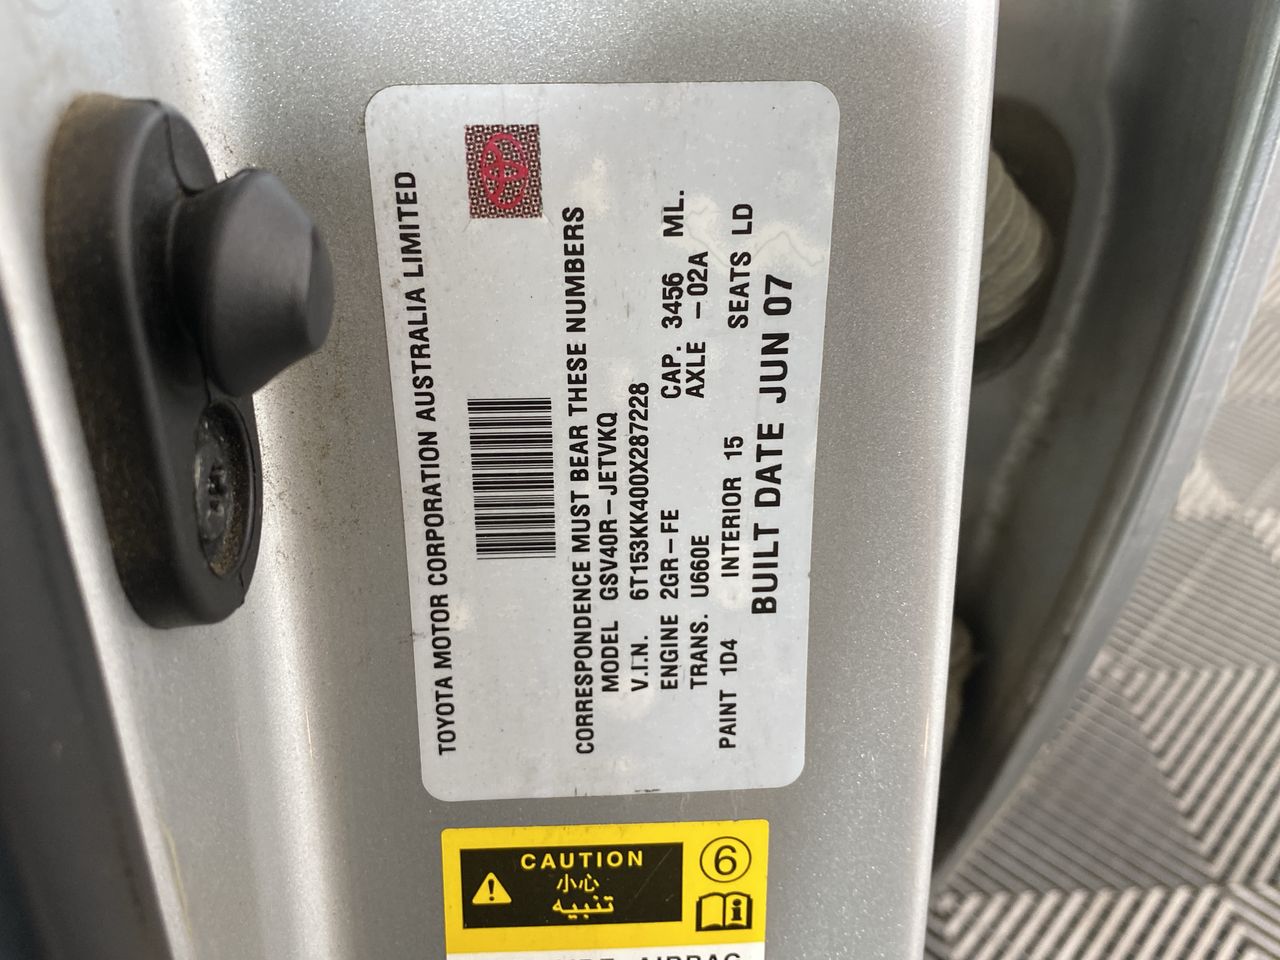 TOYOTA MOTOR CORPORATION AUSTRALIA LIMITED
CORRESPONDENCE MUST BEAR THESE NUMBERS
MODEL GSV40R-JETVKQ
V.I.N. 6T153KK400X287228
ENGINE 2GR-FE CAP. 3456 ML.
TRANS. U660E AXLE -02A
PAINT 1D4 INTERIOR 15 SEATS LD
BUILT DATE JUN 07
CAUTION
小心
تنبيه
6
AIRBAG